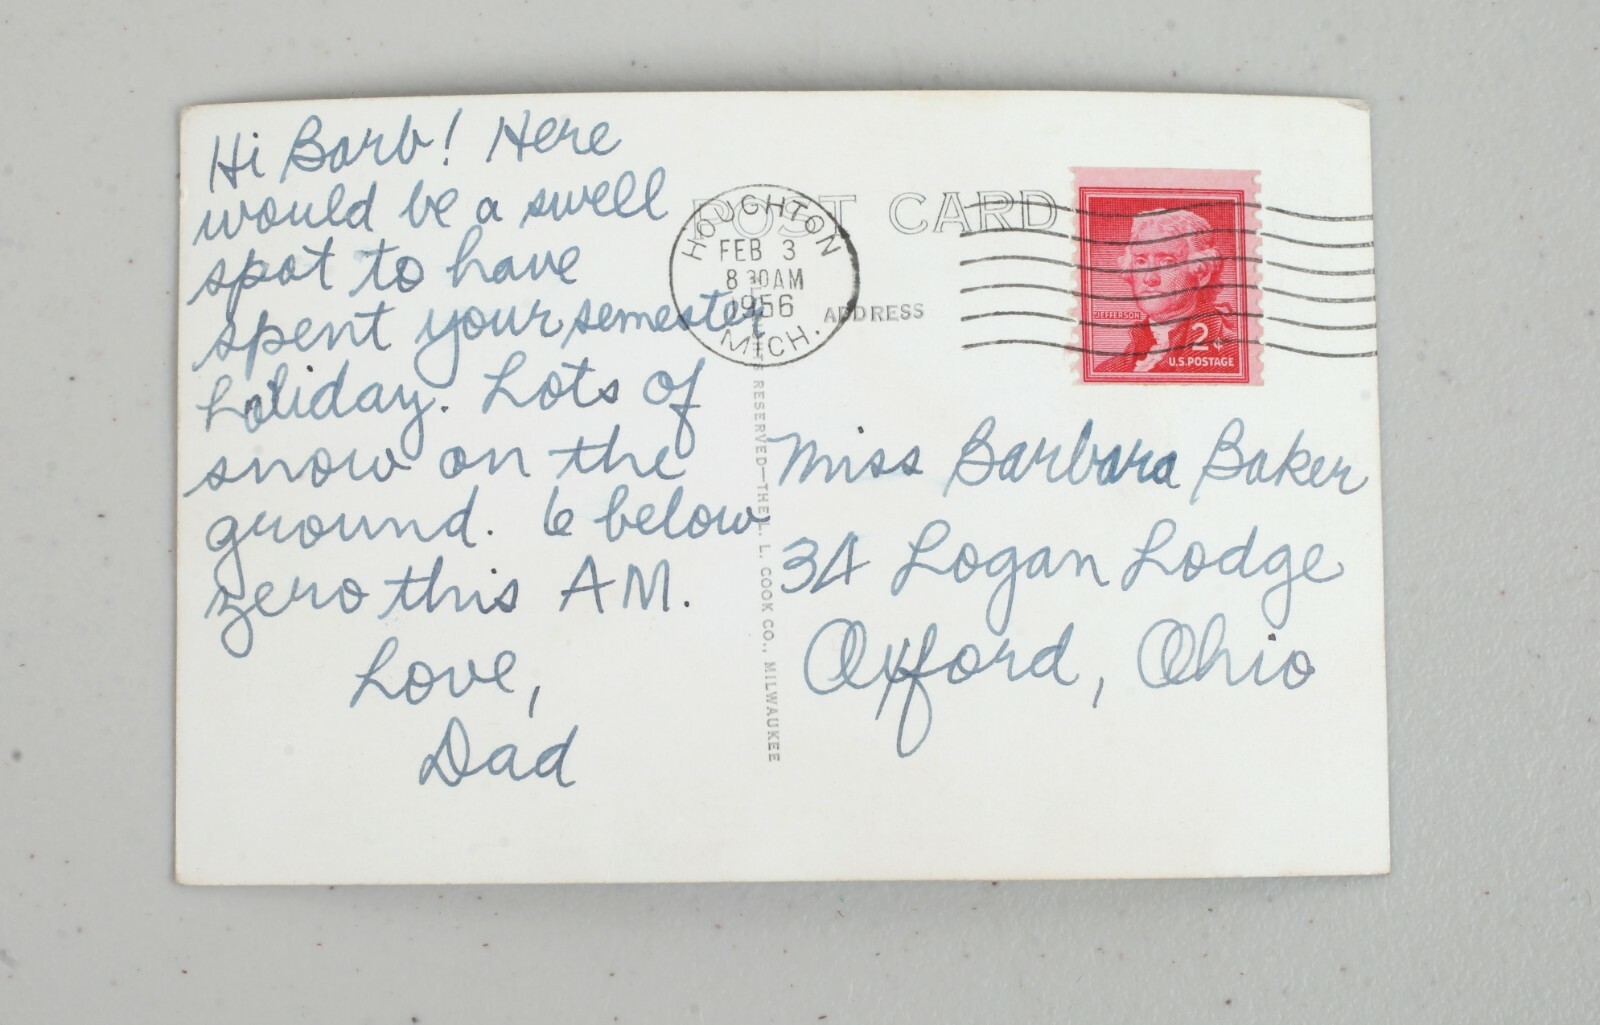 Hi Barb! Here
would be a swell
spot to have
spent your semester
holiday. Lots of
snow on the
ground. 6 below
zero this AM.
Love,
Dad
POST CARD
HOUGHTON
FEB 3
8 30 AM
1956
MICH.
ADDRESS
JEFFERSON
2¢
U.S. POSTAGE
RESERVED—THE L. L. COOK CO., MILWAUKEE
Miss Barbara Baker
34 Logan Lodge
Oxford, Ohio